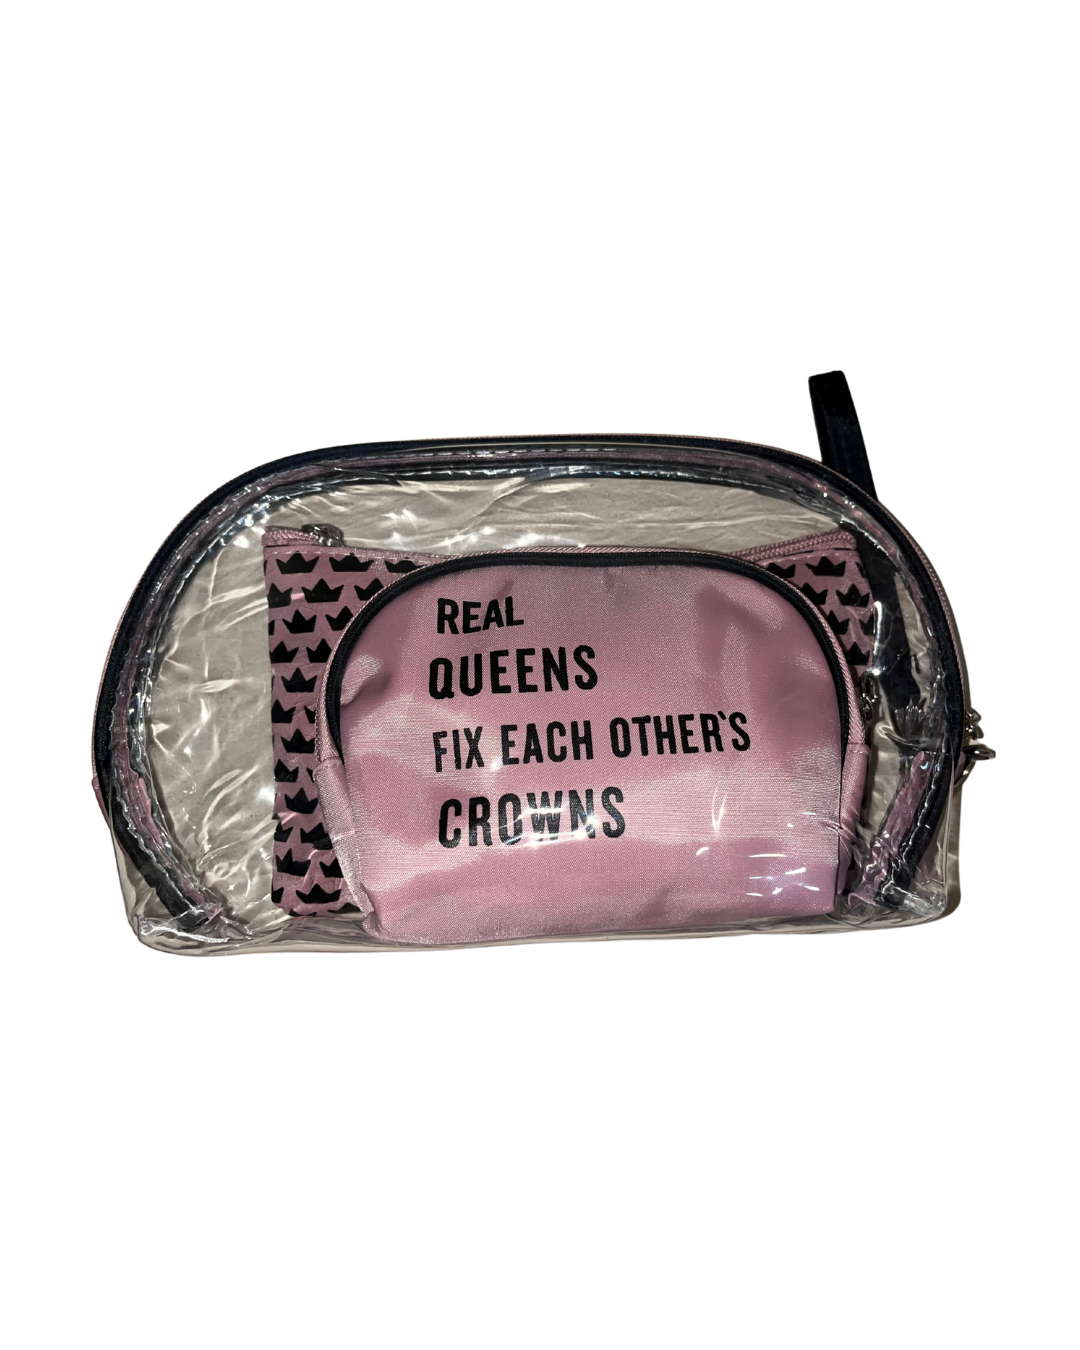 REAL
QUEENS
FIX EACH OTHER'S
CROWNS